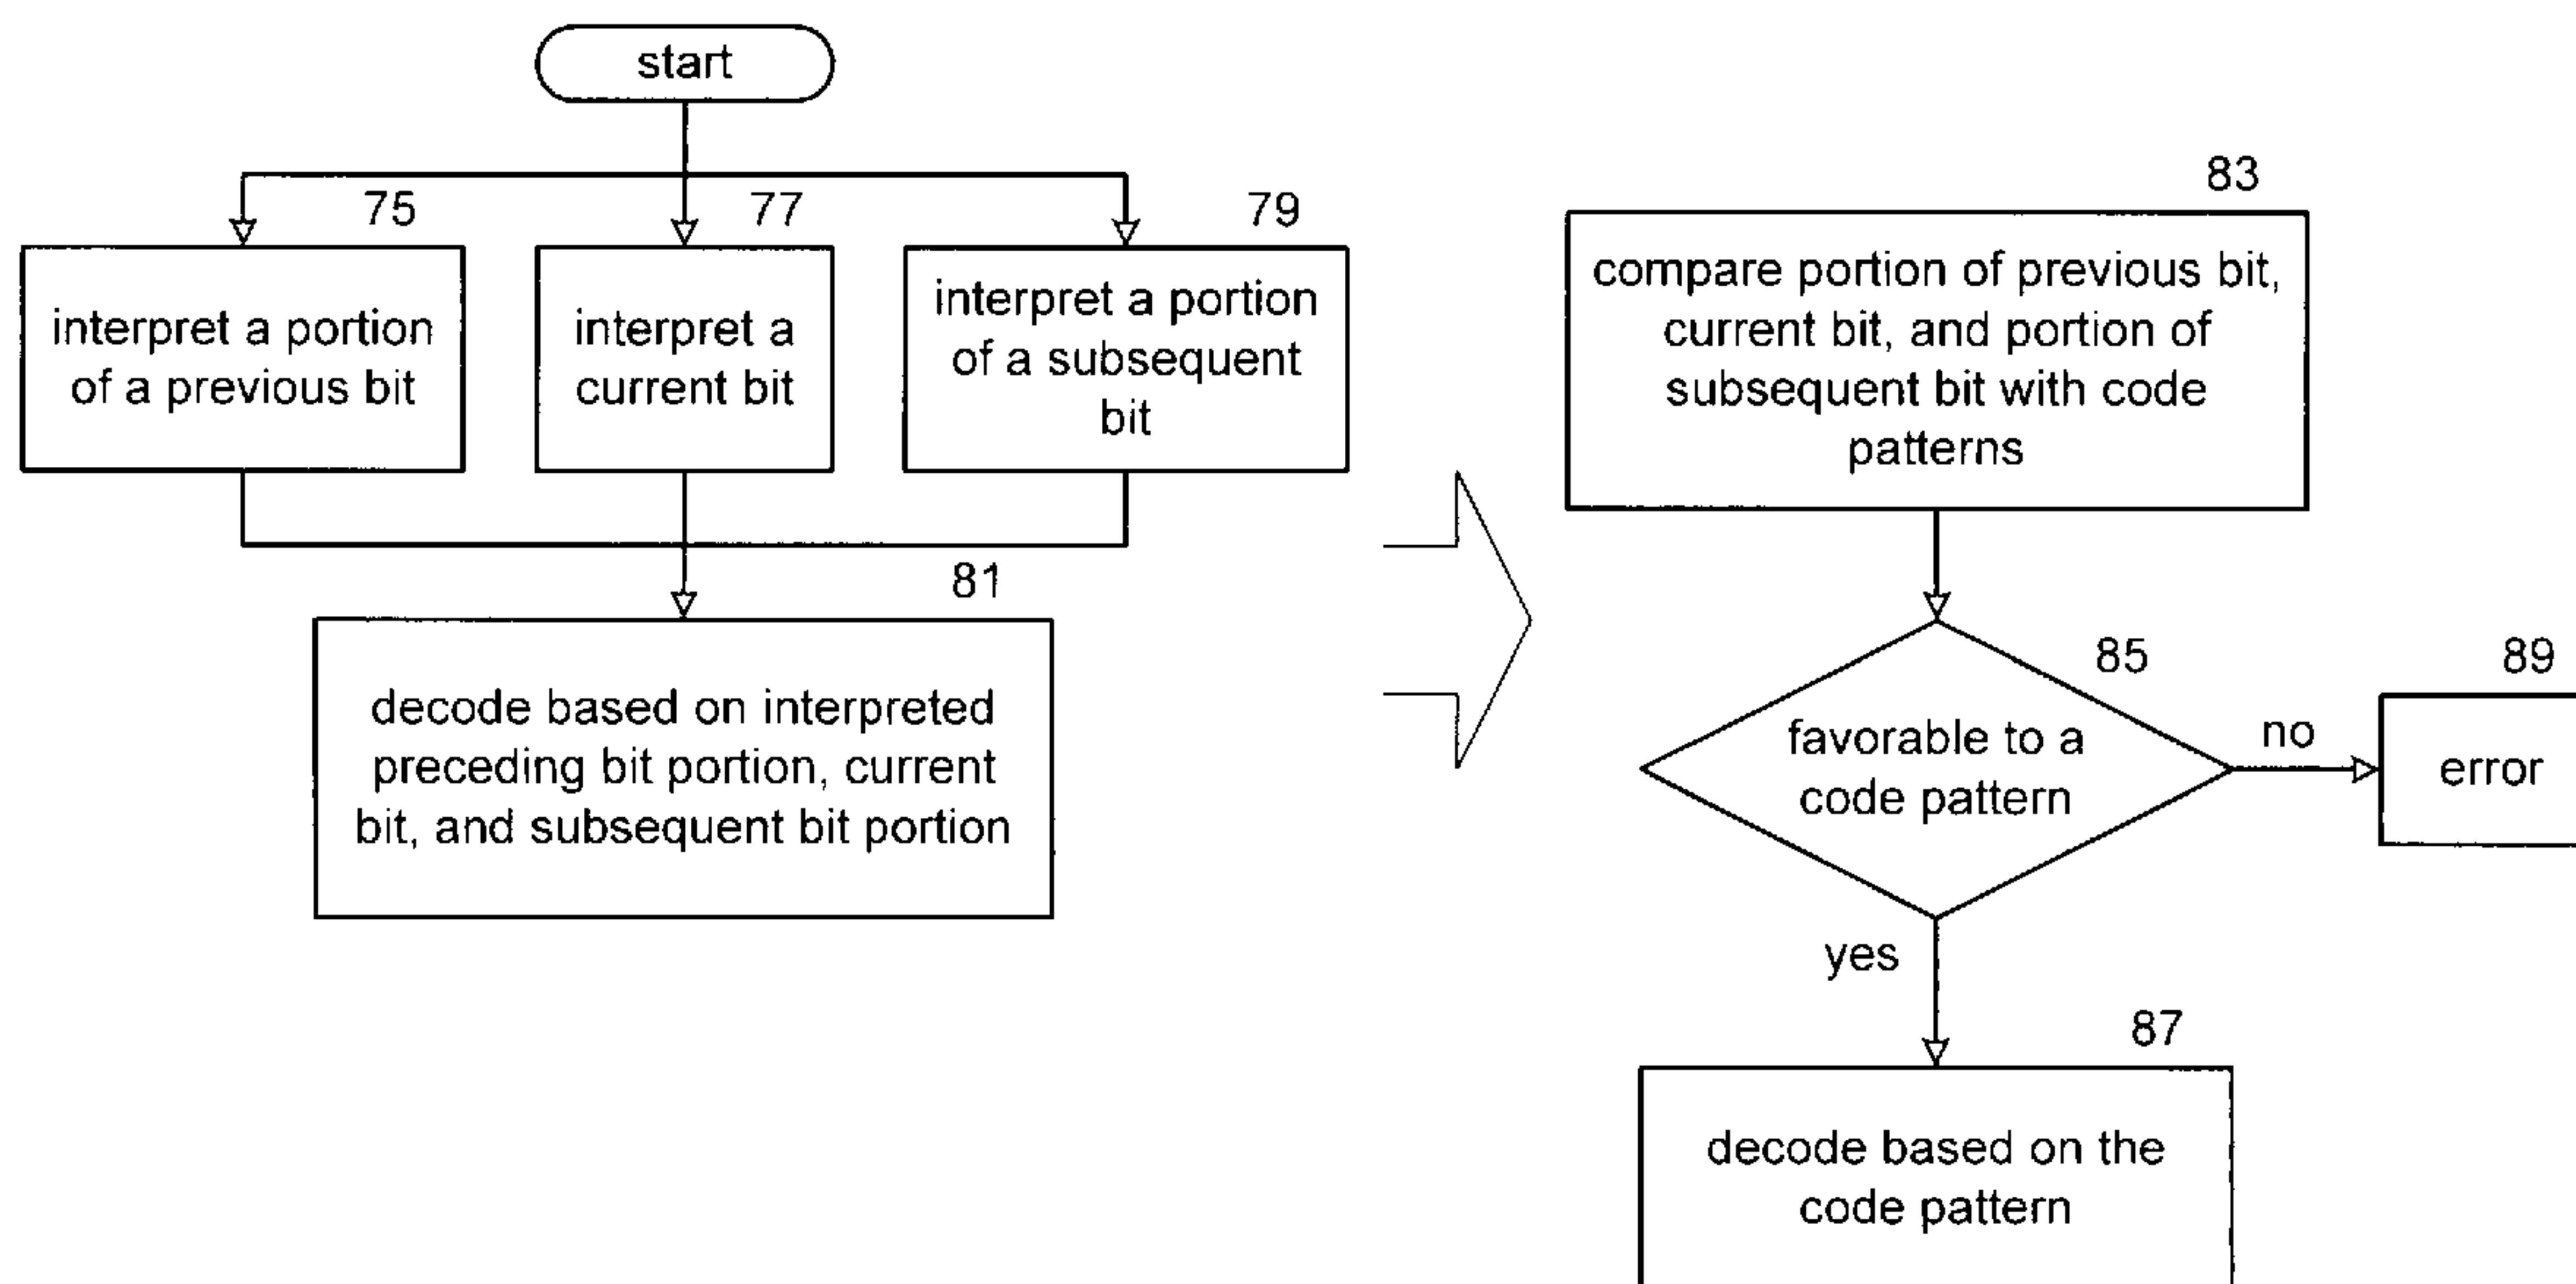 start
75
77
79
interpret a portion
of a previous bit
interpret a
current bit
interpret a portion
of a subsequent
bit
81
decode based on interpreted
preceding bit portion, current
bit, and subsequent bit portion
83
compare portion of previous bit,
current bit, and portion of
subsequent bit with code
patterns
85
favorable to a
code pattern
no
89
error
yes
87
decode based on the
code pattern